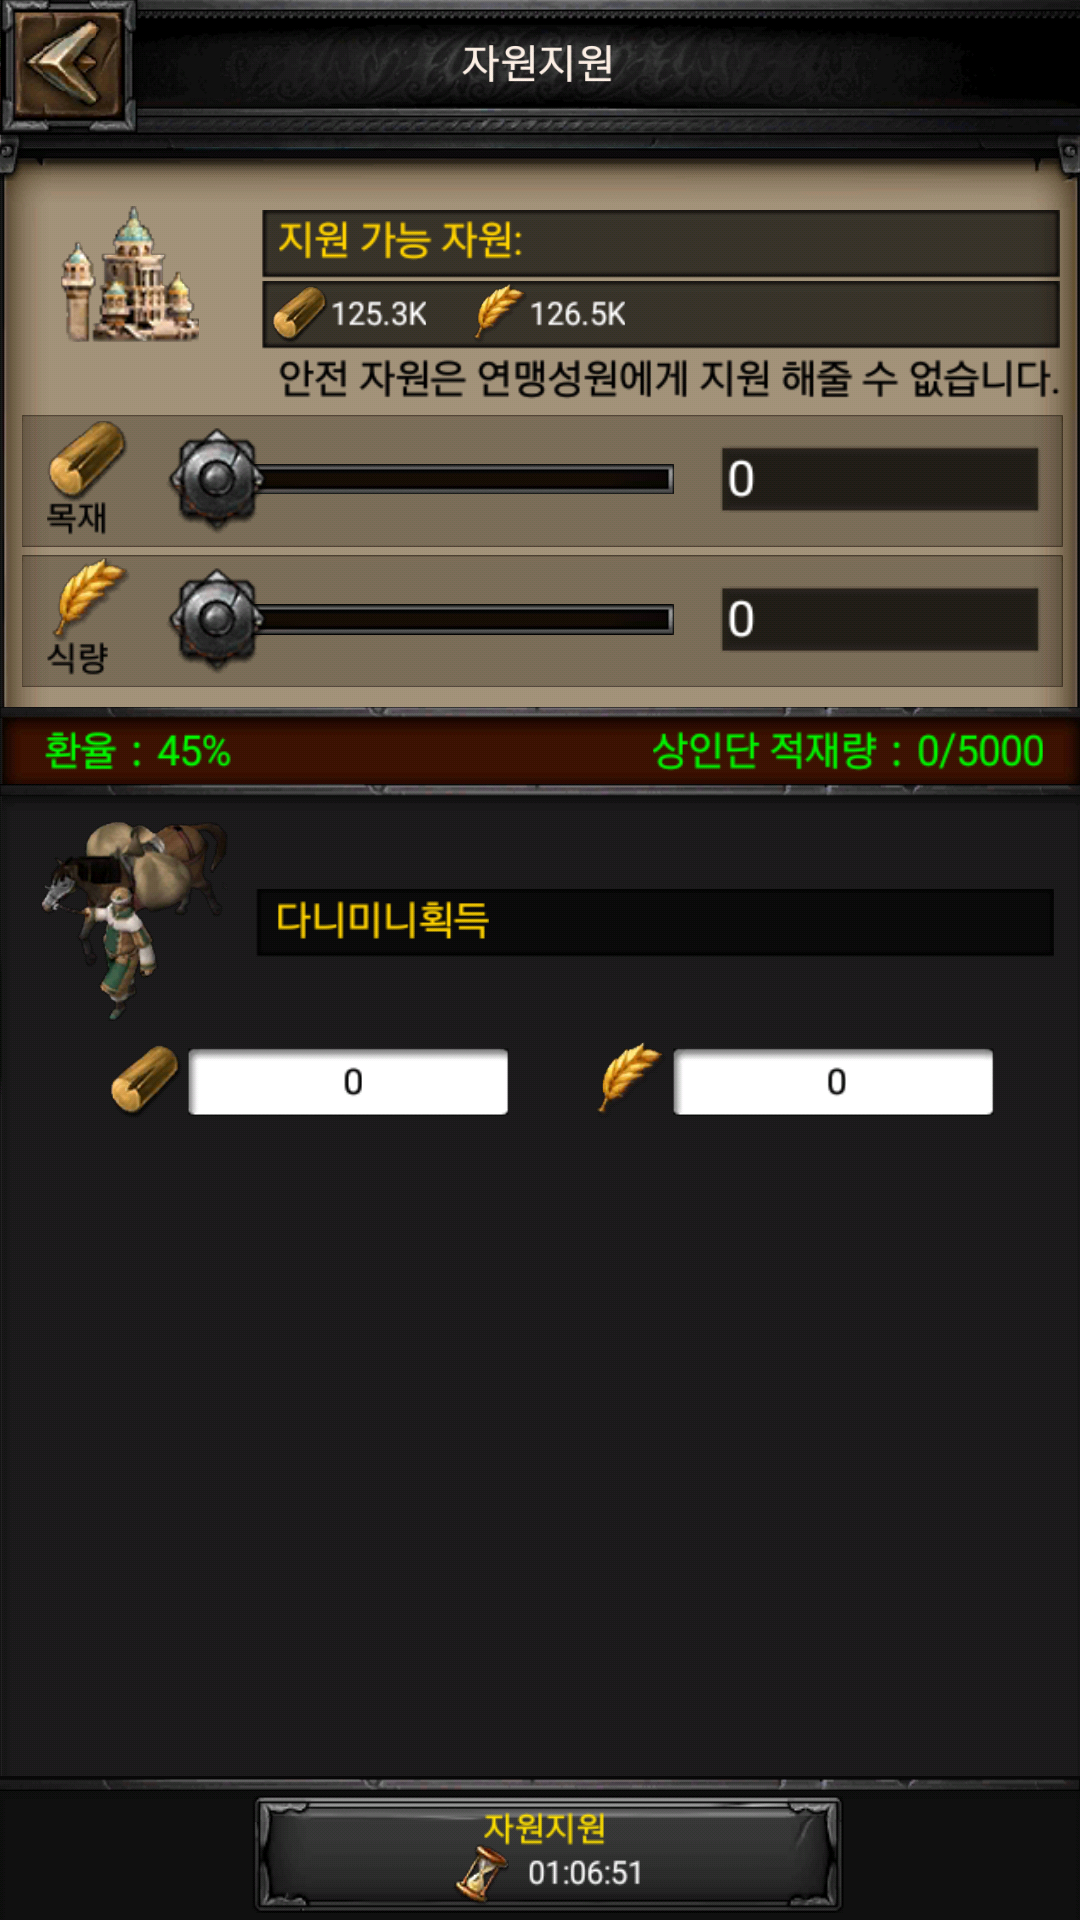 자원지원
지원 가능 자원:
125.3K 126.5K
안전 자원은 연맹성원에게 지원 해줄 수 없습니다.
목재 0
식량 0
환율 : 45% 상인단 적재량 : 0/5000
다니미니획득
0 0
자원지원
01:06:51